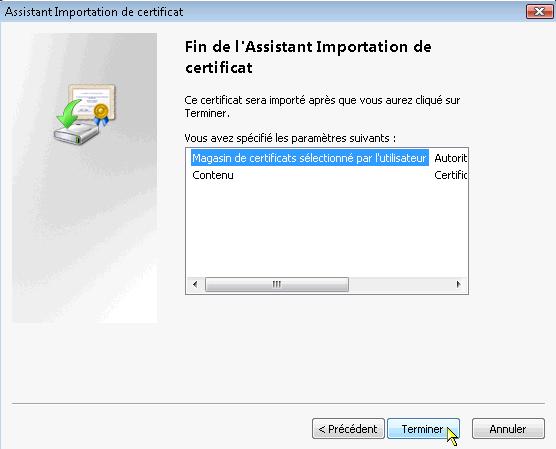 Assistant Importation de certificat
Fin de l'Assistant Importation de
certificat
Ce certificat sera importé après que vous aurez cliqué sur
Terminer.
Vous avez spécifié les paramètres suivants :
Magasin de certificats sélectionné par l'utilisateur Autorit
Contenu Certific
< Précédent Terminer Annuler